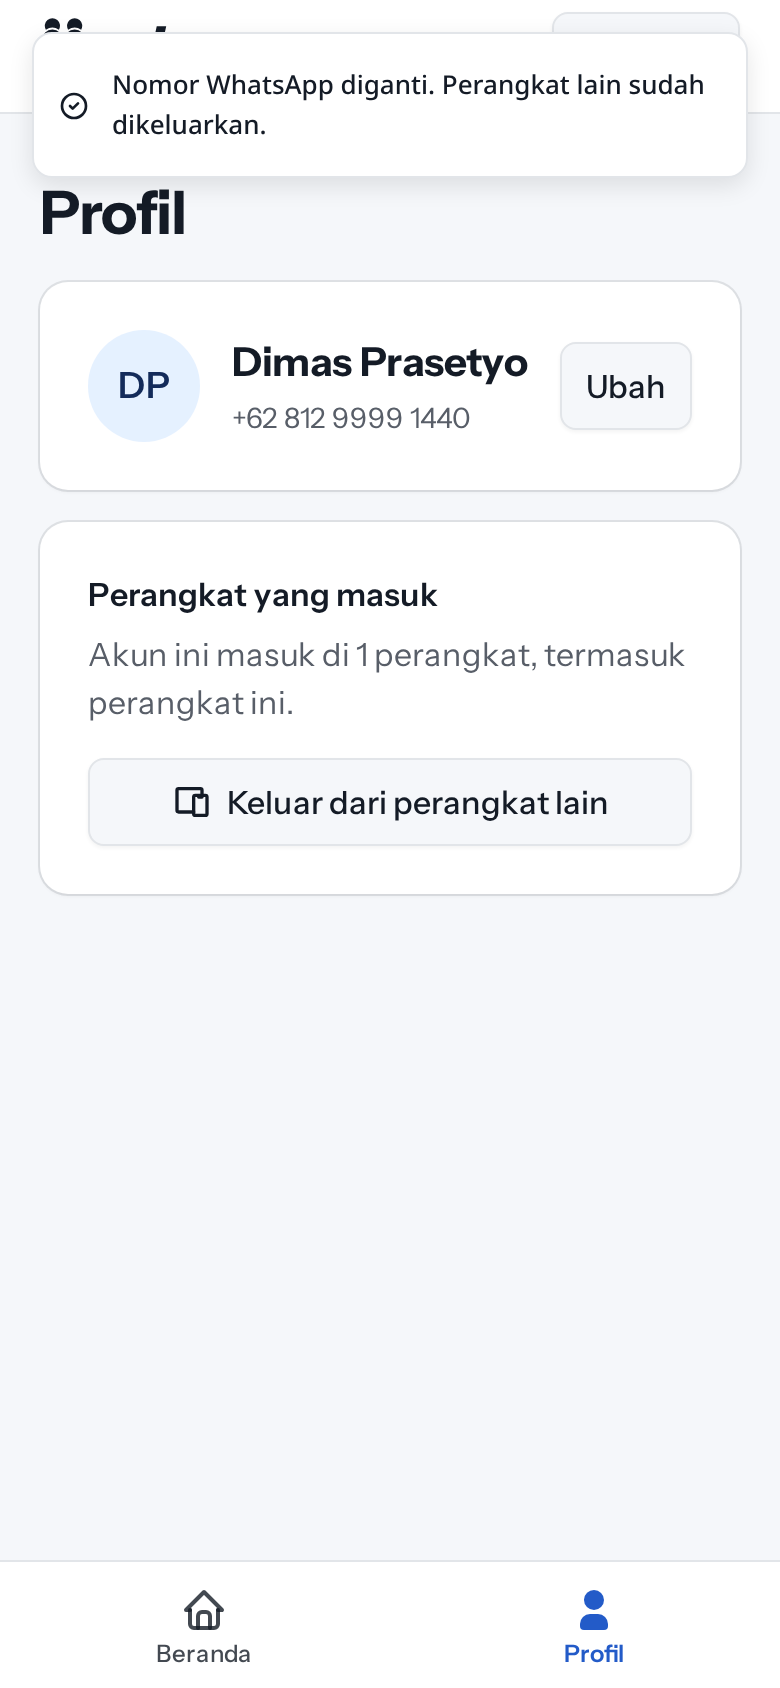 Nomor WhatsApp diganti. Perangkat lain sudah
dikeluarkan.
Profil
DP
Dimas Prasetyo
+62 812 9999 1440
Ubah
Perangkat yang masuk
Akun ini masuk di 1 perangkat, termasuk
perangkat ini.
Keluar dari perangkat lain
Beranda
Profil